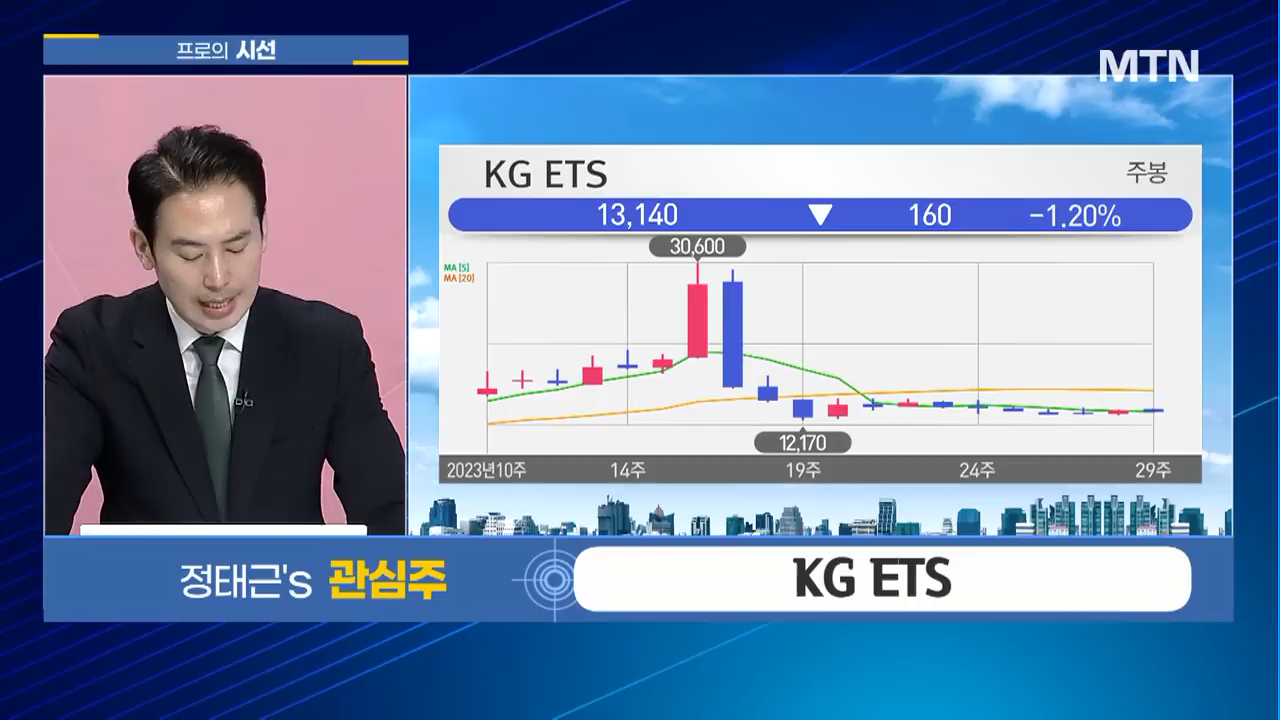 프로의 시선
MTN
KG ETS
주봉
13,140 ▼ 160 -1.20%
30,600
MA [5]
MA [20]
12,170
2023년10주 14주 19주 24주 29주
정태근's 관심주
KG ETS